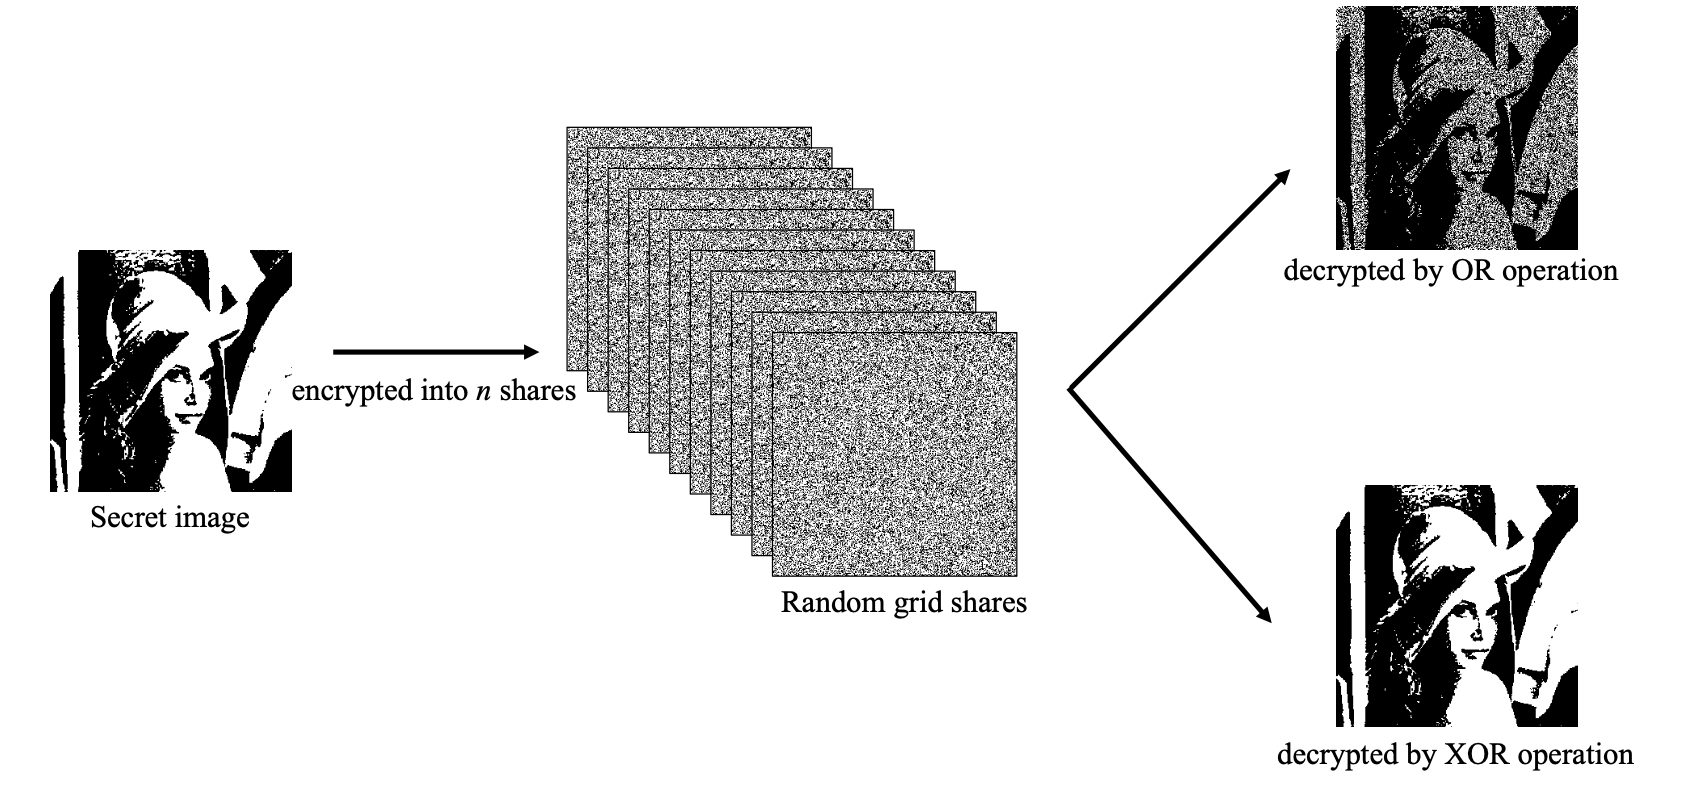 decrypted by OR operation
encrypted into n shares
Secret image
Random grid shares
decrypted by XOR operation